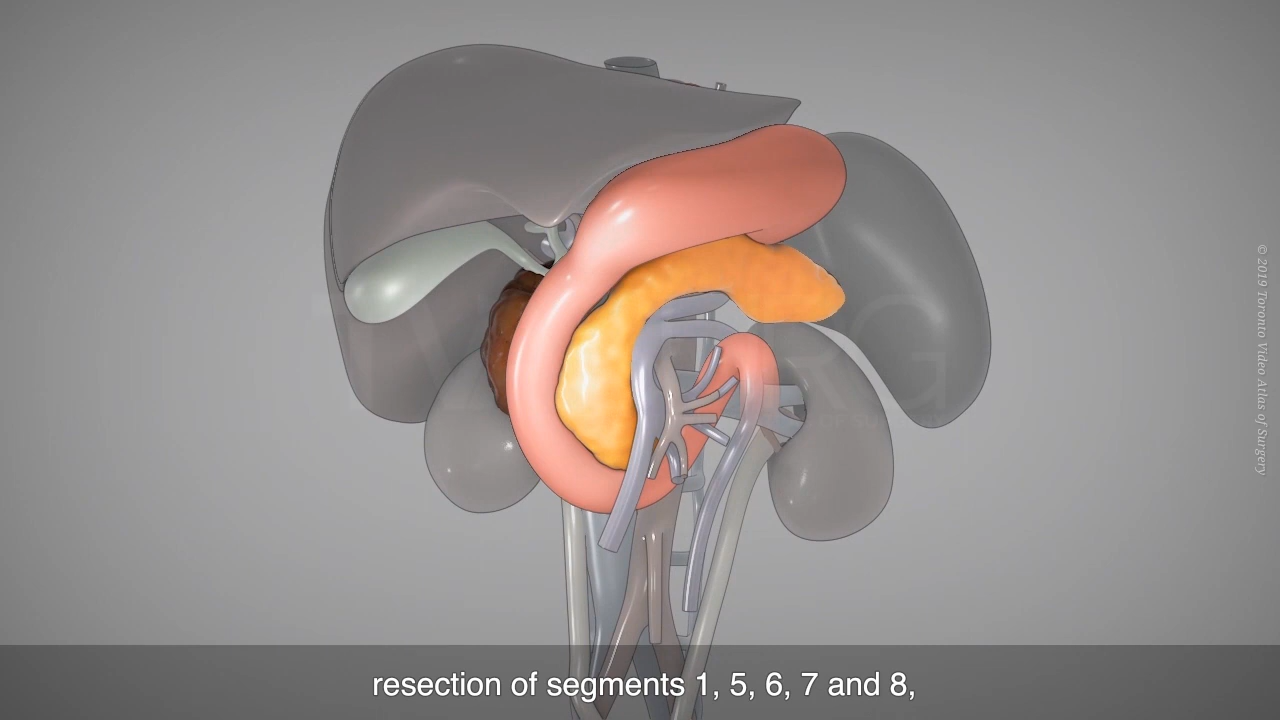 resection of segments 1, 5, 6, 7 and 8,
© 2019 Toronto Video Atlas of Surgery